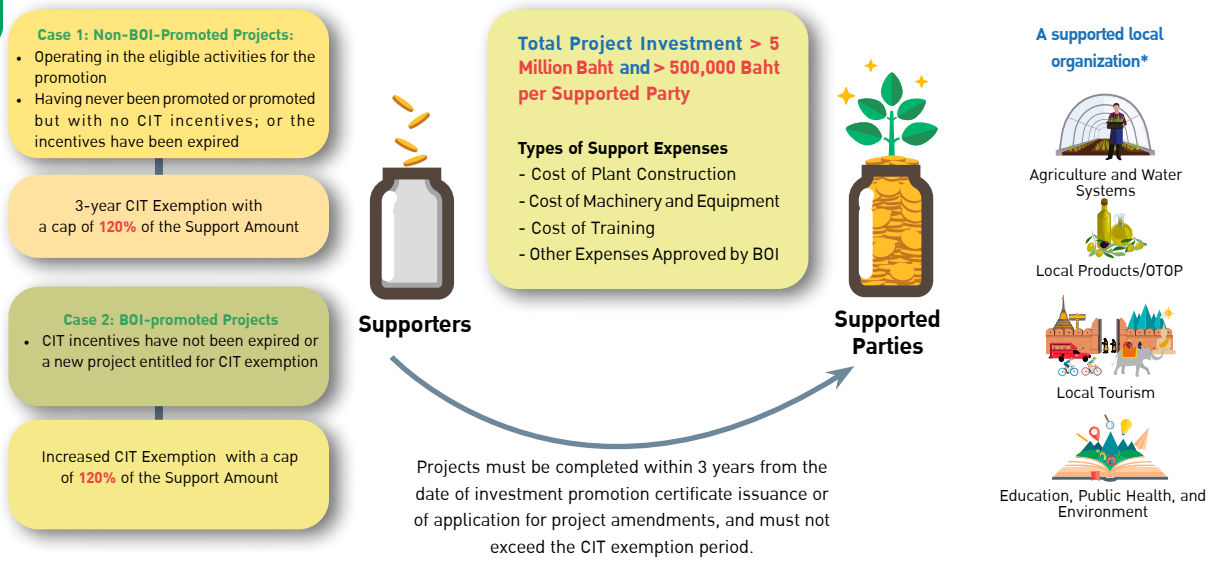 Case 1: Non-BOI-Promoted Projects:
• Operating in the eligible activities for the
promotion
• Having never been promoted or promoted
but with no CIT incentives; or the
incentives have been expired
3-year CIT Exemption with
a cap of 120% of the Support Amount
Case 2: BOI-promoted Projects
• CIT incentives have not been expired or
a new project entitled for CIT exemption
Increased CIT Exemption with a cap
of 120% of the Support Amount
Supporters
Total Project Investment > 5
Million Baht and > 500,000 Baht
per Supported Party
Types of Support Expenses
- Cost of Plant Construction
- Cost of Machinery and Equipment
- Cost of Training
- Other Expenses Approved by BOI
Supported
Parties
Projects must be completed within 3 years from the
date of investment promotion certificate issuance or
of application for project amendments, and must not
exceed the CIT exemption period.
A supported local
organization*
Agriculture and Water
Systems
Local Products/OTOP
Local Tourism
Education, Public Health, and
Environment